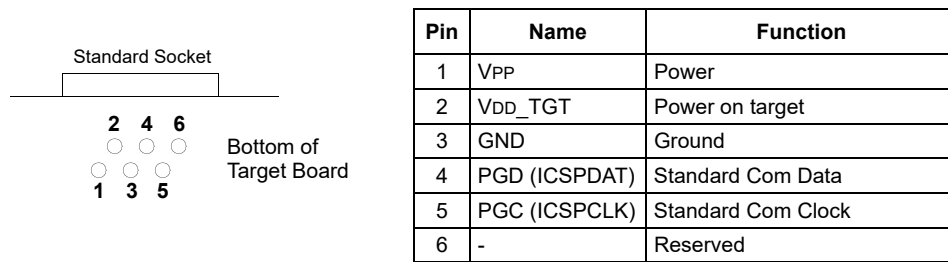 Standard Socket
2 4 6
Bottom of
Target Board
1 3 5
Pin Name Function
1 VPP Power
2 VDD_TGT Power on target
3 GND Ground
4 PGD (ICSPDAT) Standard Com Data
5 PGC (ICSPCLK) Standard Com Clock
6 - Reserved